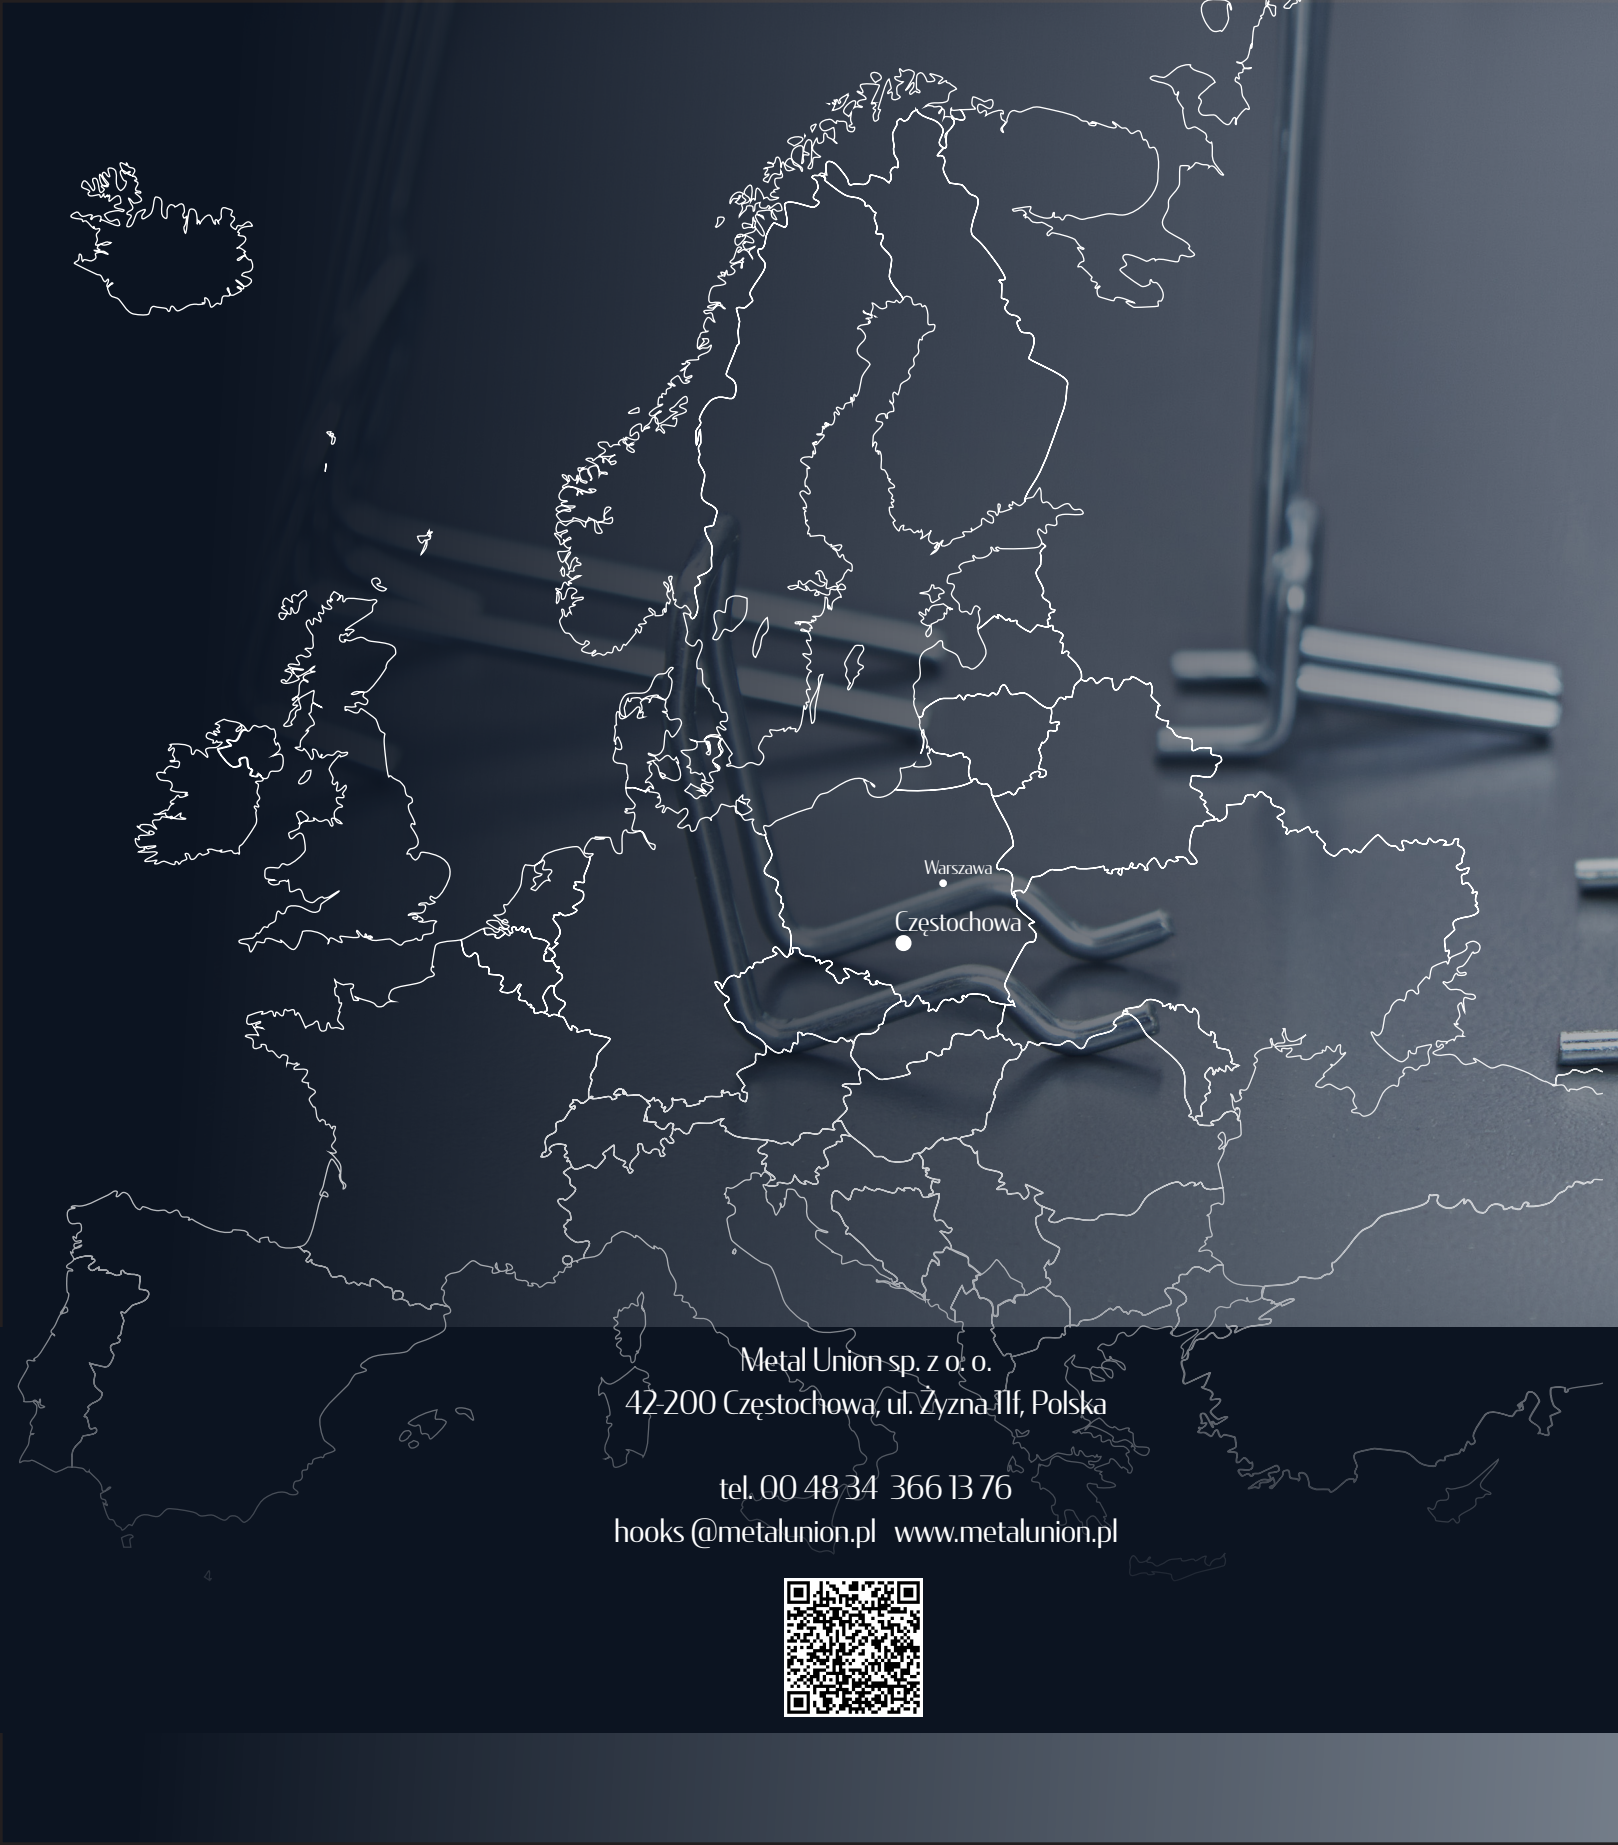 Warszawa
Częstochowa
Metal Union sp. z o. o.
42-200 Częstochowa, ul. Żyzna 11f, Polska
tel. 00 48 34 366 13 76
hooks @metalunion.pl www.metalunion.pl